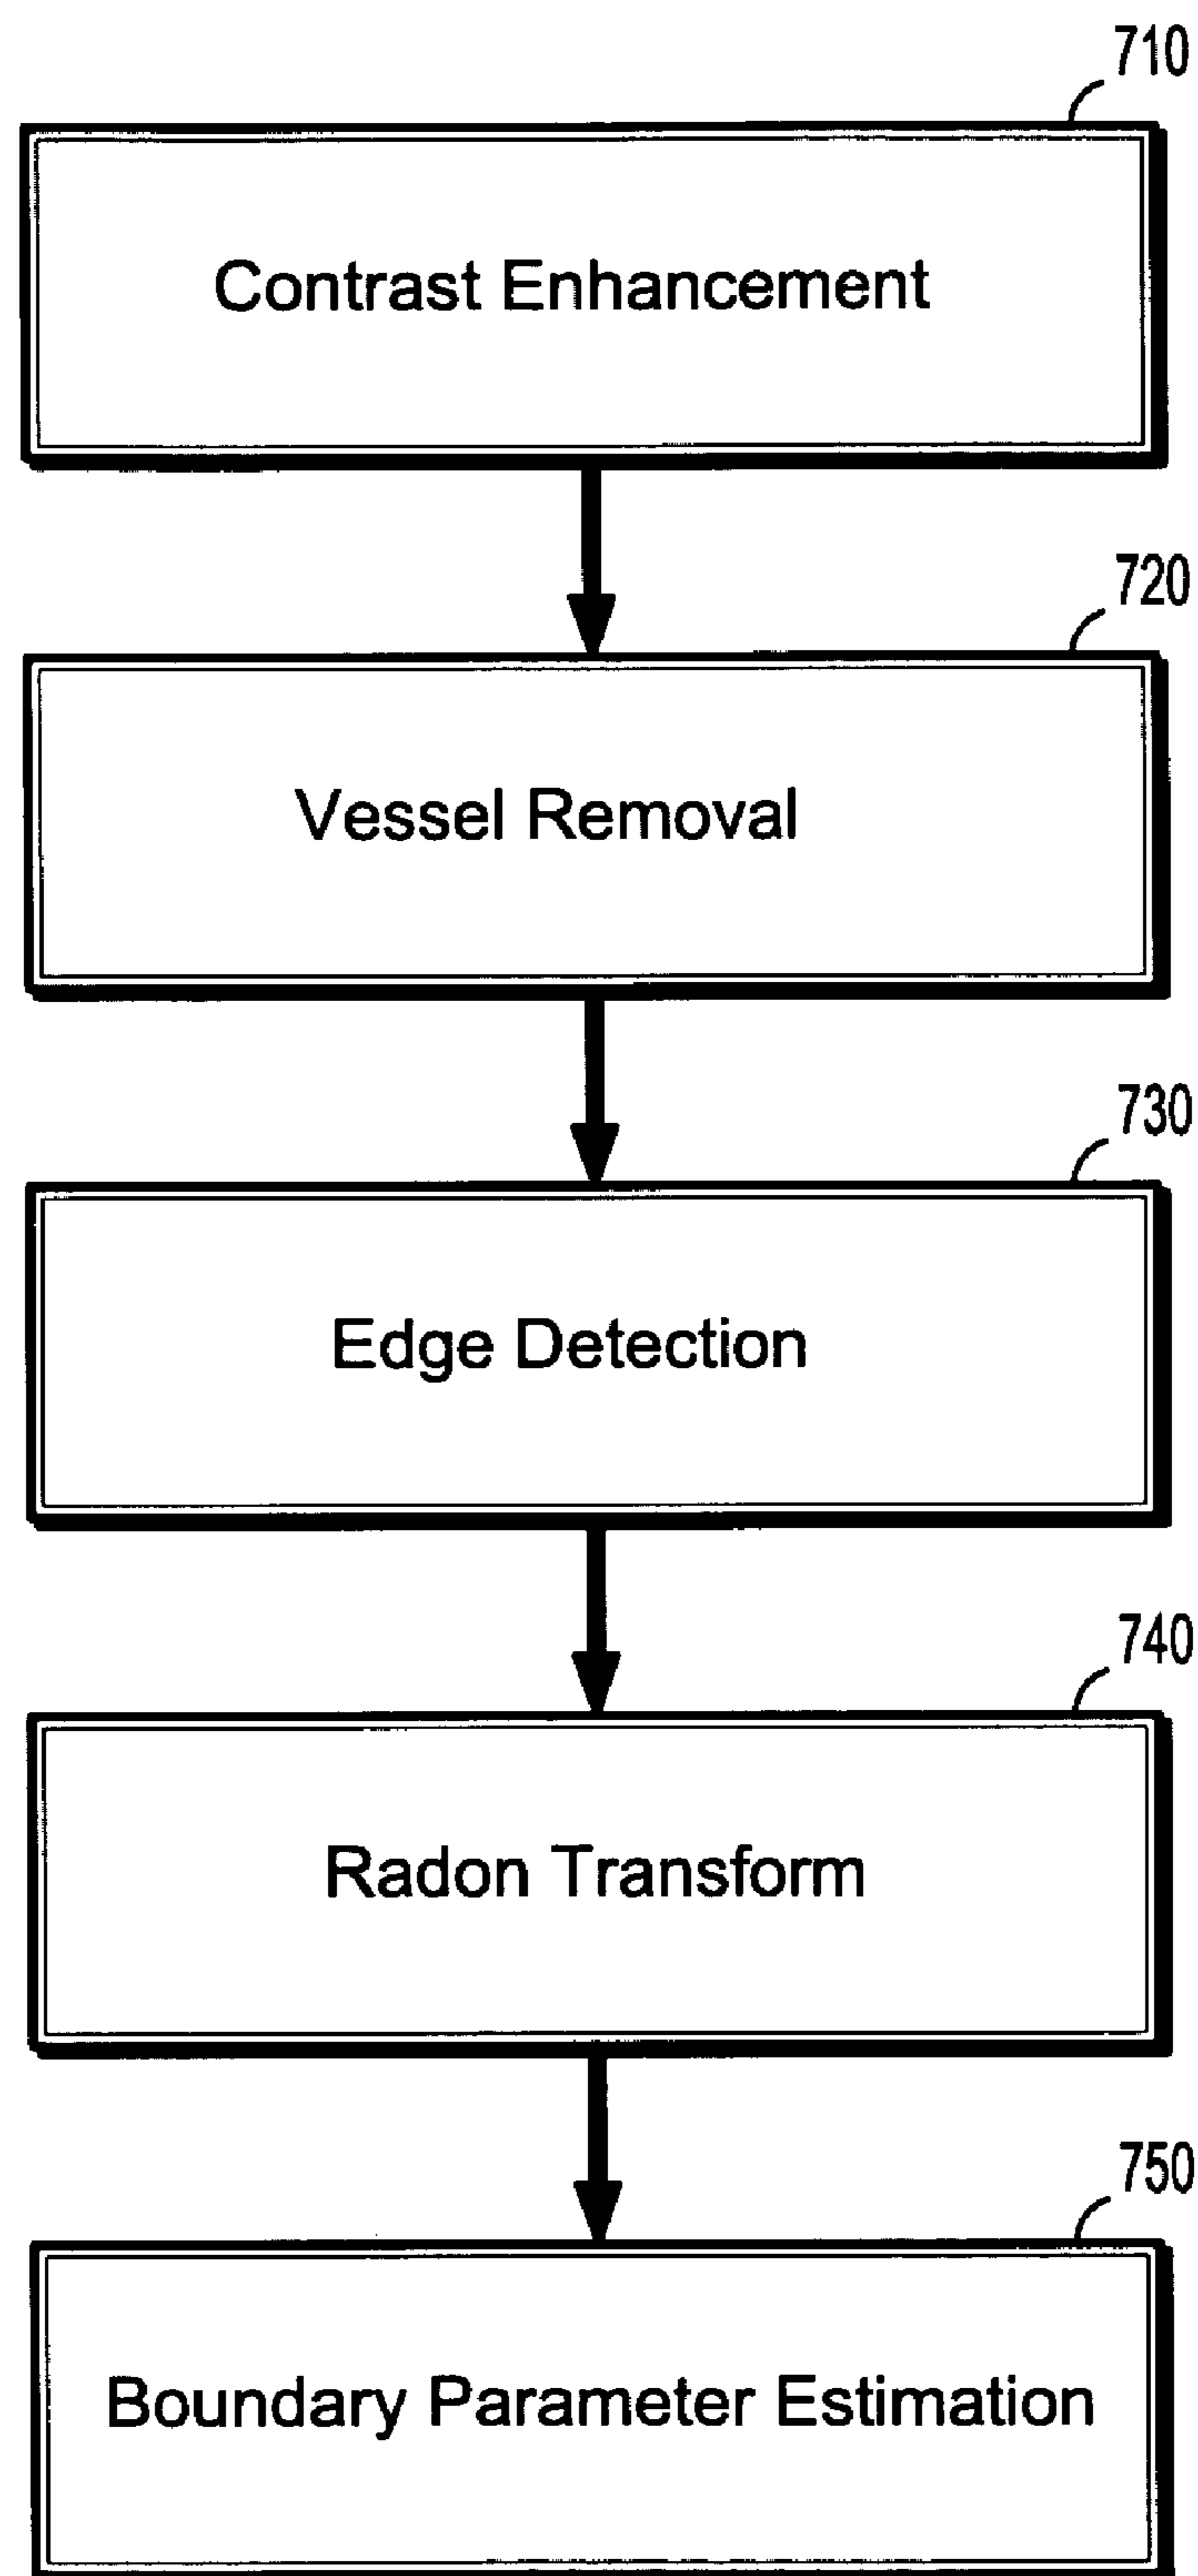 710
Contrast Enhancement
720
Vessel Removal
730
Edge Detection
740
Radon Transform
750
Boundary Parameter Estimation